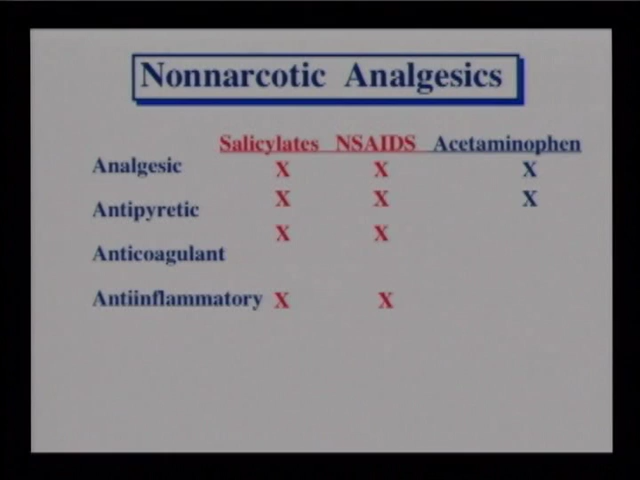 Nonnarcotic Analgesics
Salicylates NSAIDS Acetaminophen
Analgesic X X X
Antipyretic X X X
Anticoagulant X X
Antiinflammatory X X